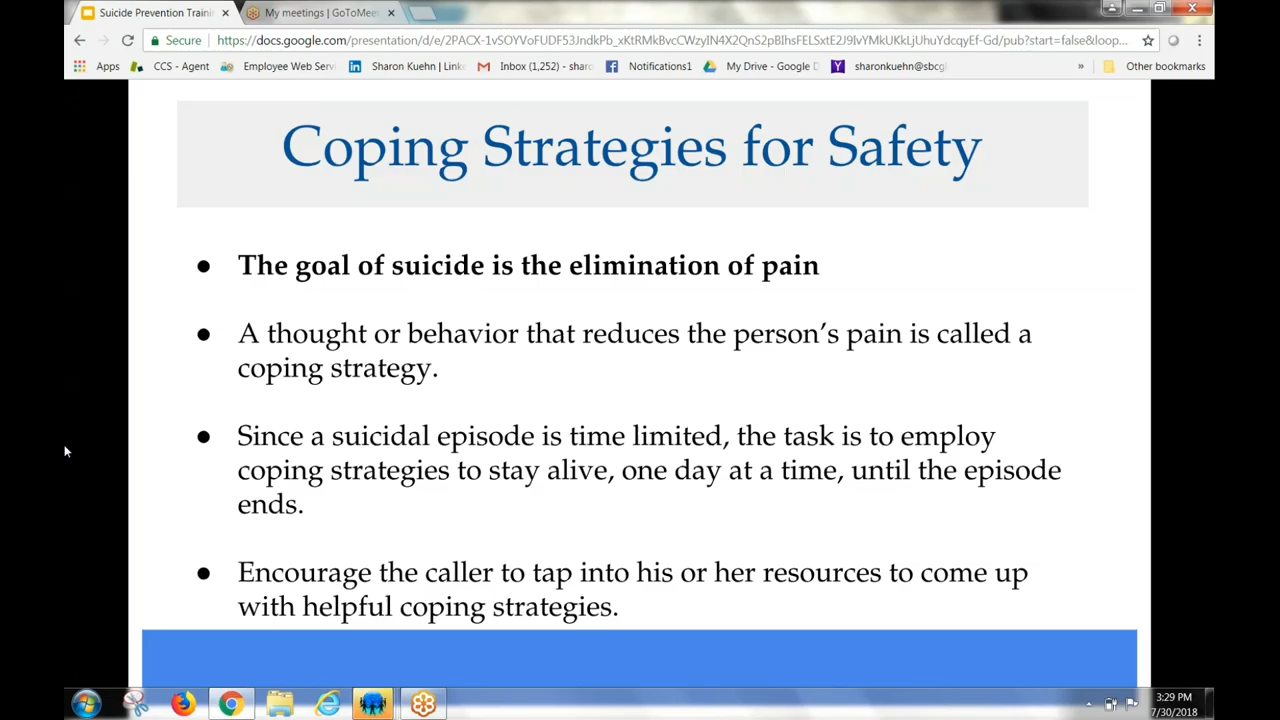 Suicide Prevention Traini
My meetings | GoToMee
Secure
https://docs.google.com/presentation/d/e/
pub?start=false&loop...
Apps
CCS - Agent
Employee Web Servi
Sharon Kuehn | Link
Inbox (1,252) - sharo
Notifications1
My Drive - Google D
sharonkuehn@sbcgl
»
Other bookmarks
Coping Strategies for Safety
● The goal of suicide is the elimination of pain
● A thought or behavior that reduces the person’s pain is called a
coping strategy.
● Since a suicidal episode is time limited, the task is to employ
coping strategies to stay alive, one day at a time, until the episode
ends.
● Encourage the caller to tap into his or her resources to come up
with helpful coping strategies.
3:29 PM
7/30/2018